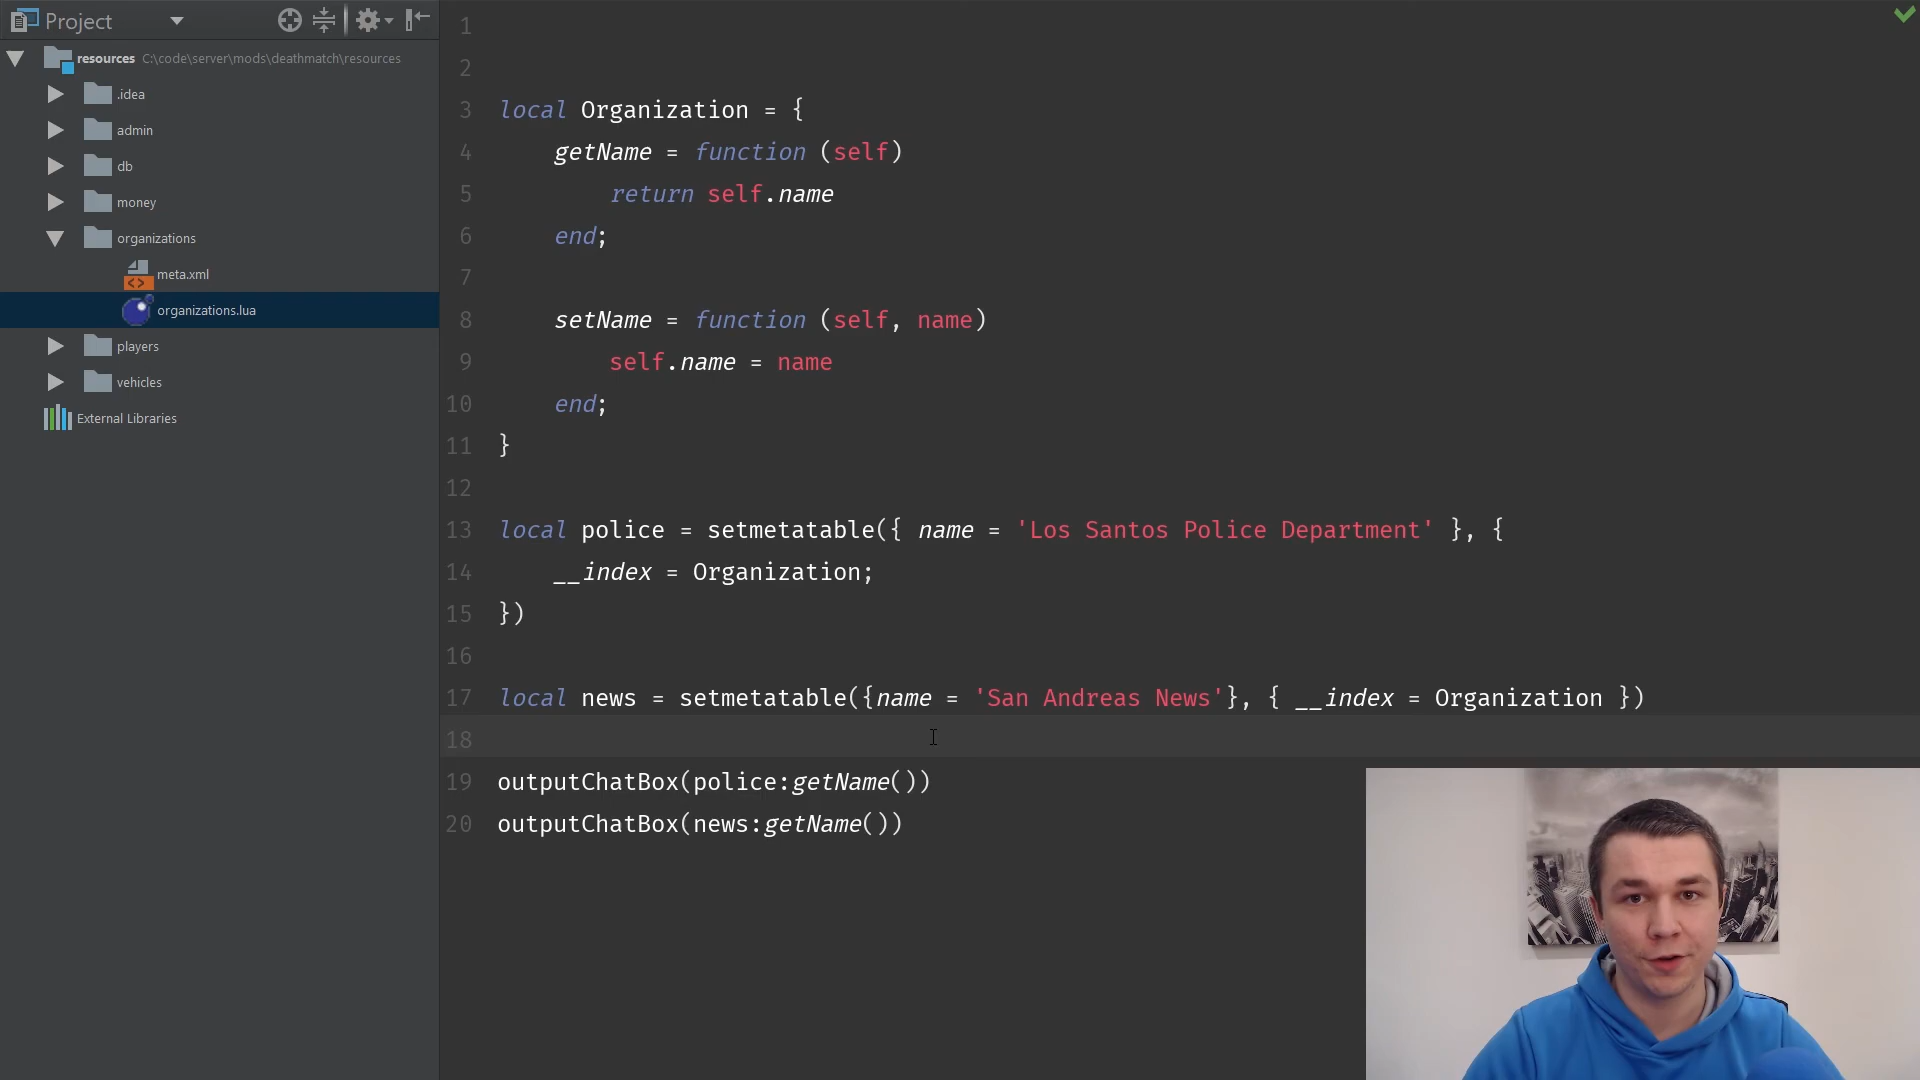 Project
resources C:\code\server\mods\deathmatch\resources
.idea
admin
db
money
organizations
meta.xml
organizations.lua
players
vehicles
External Libraries
1
2
3 local Organization = {
4 getName = function (self)
5 return self.name
6 end;
7
8 setName = function (self, name)
9 self.name = name
10 end;
11 }
12
13 local police = setmetatable({ name = 'Los Santos Police Department' }, {
14 __index = Organization;
15 })
16
17 local news = setmetatable({name = 'San Andreas News'}, { __index = Organization })
18
19 outputChatBox(police:getName())
20 outputChatBox(news:getName())